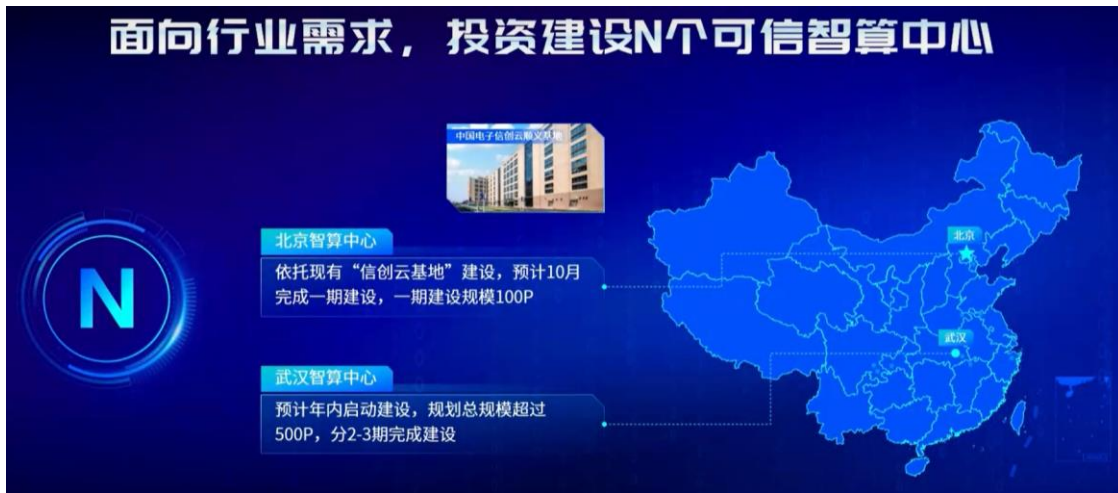 面向行业需求，投资建设N个可信智算中心
中国电子信创云顺义基地
N
北京智算中心
依托现有“信创云基地”建设，预计10月
完成一期建设，一期建设规模100P
武汉智算中心
预计年内启动建设，规划总规模超过
500P，分2-3期完成建设
北京
武汉